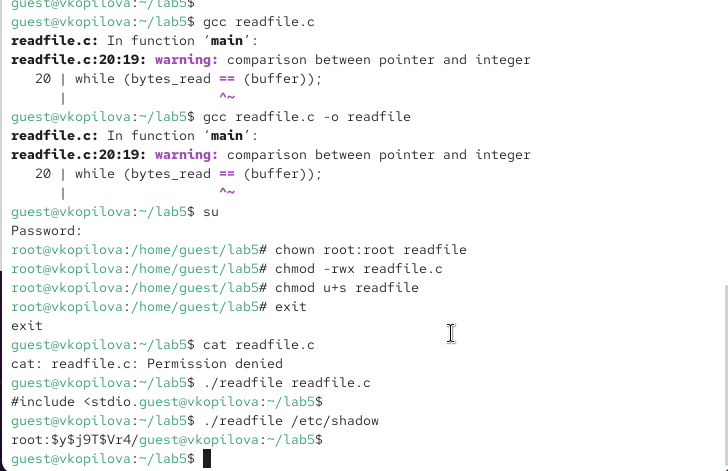 guest@vkopilova:~/lab5$
guest@vkopilova:~/lab5$ gcc readfile.c
readfile.c: In function ‘main’:
readfile.c:20:19: warning: comparison between pointer and integer
   20 | while (bytes_read == (buffer));
      |                   ^~
guest@vkopilova:~/lab5$ gcc readfile.c -o readfile
readfile.c: In function ‘main’:
readfile.c:20:19: warning: comparison between pointer and integer
   20 | while (bytes_read == (buffer));
      |                   ^~
guest@vkopilova:~/lab5$ su
Password:
root@vkopilova:/home/guest/lab5# chown root:root readfile
root@vkopilova:/home/guest/lab5# chmod -rwx readfile.c
root@vkopilova:/home/guest/lab5# chmod u+s readfile
root@vkopilova:/home/guest/lab5# exit
exit
guest@vkopilova:~/lab5$ cat readfile.c
cat: readfile.c: Permission denied
guest@vkopilova:~/lab5$ ./readfile readfile.c
#include <stdio.guest@vkopilova:~/lab5$
guest@vkopilova:~/lab5$ ./readfile /etc/shadow
root:$y$j9T$Vr4/guest@vkopilova:~/lab5$
guest@vkopilova:~/lab5$